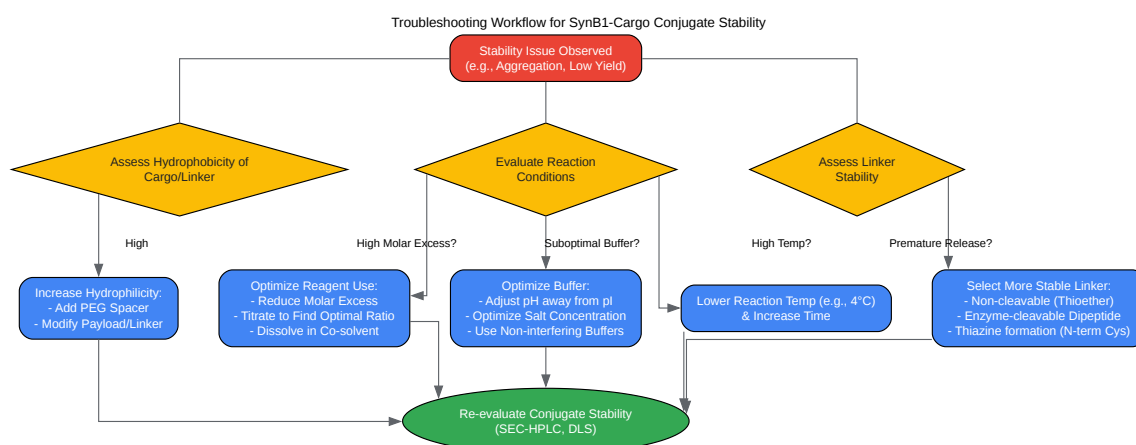 Troubleshooting Workflow for SynB1-Cargo Conjugate Stability
Stability Issue Observed
(e.g., Aggregation, Low Yield)
Assess Hydrophobicity of
Cargo/Linker
Evaluate Reaction
Conditions
Assess Linker
Stability
High
High Molar Excess?
Suboptimal Buffer?
High Temp?
Premature Release?
Increase Hydrophilicity:
- Add PEG Spacer
- Modify Payload/Linker
Optimize Reagent Use:
- Reduce Molar Excess
- Titrate to Find Optimal Ratio
- Dissolve in Co-solvent
Optimize Buffer:
- Adjust pH away from pI
- Optimize Salt Concentration
- Use Non-interfering Buffers
Lower Reaction Temp (e.g., 4°C)
& Increase Time
Select More Stable Linker:
- Non-cleavable (Thioether)
- Enzyme-cleavable Dipeptide
- Thiazine formation (N-term Cys)
Re-evaluate Conjugate Stability
(SEC-HPLC, DLS)